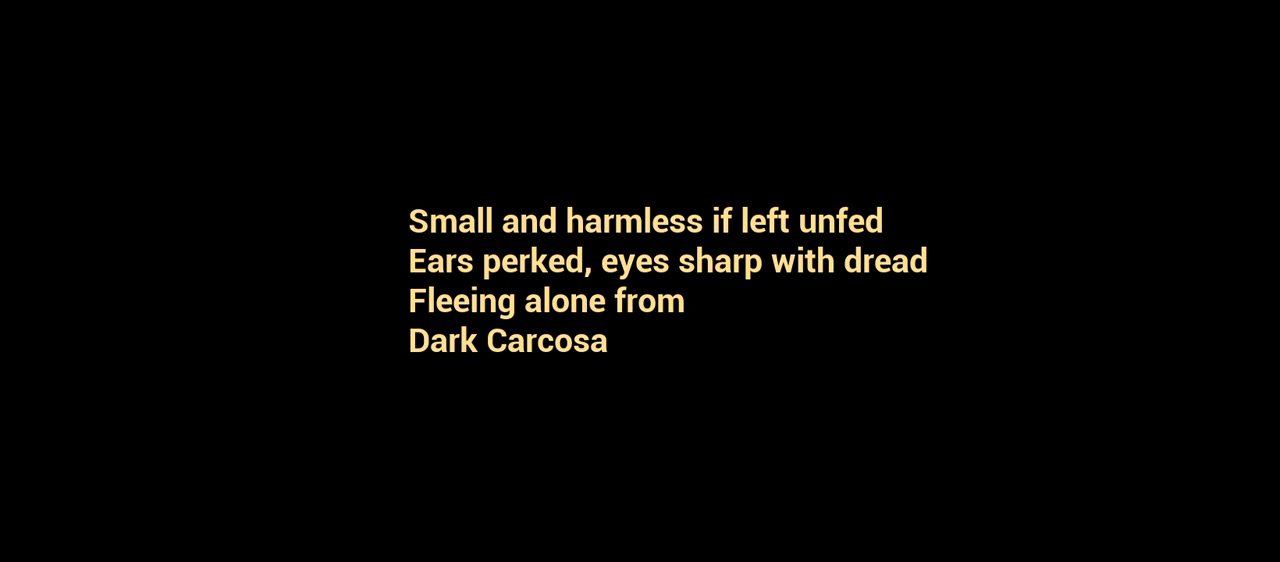 Small and harmless if left unfed
Ears perked, eyes sharp with dread
Fleeing alone from
Dark Carcosa